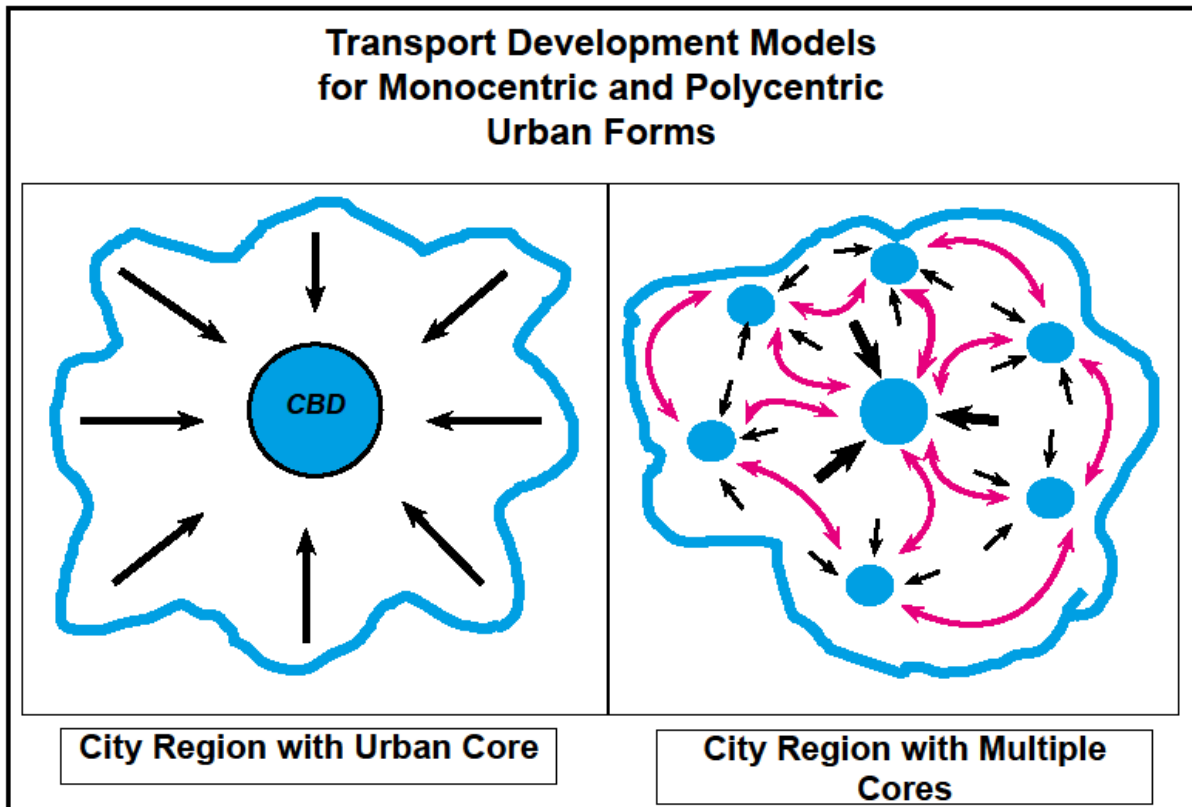 Transport Development Models
for Monocentric and Polycentric
Urban Forms
CBD
City Region with Urban Core
City Region with Multiple
Cores